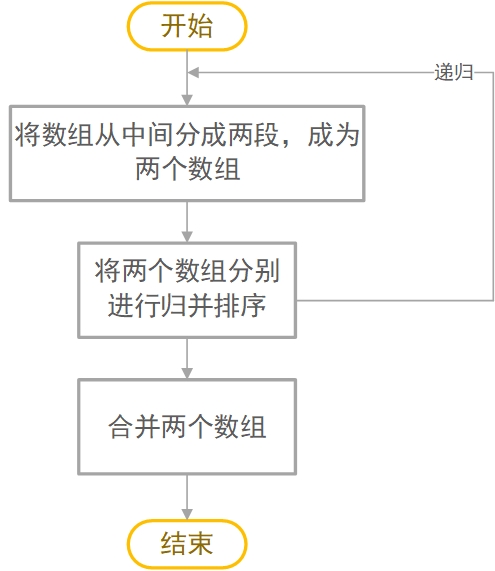 开始
递归
将数组从中间分成两段，成为
两个数组
将两个数组分别
进行归并排序
合并两个数组
结束